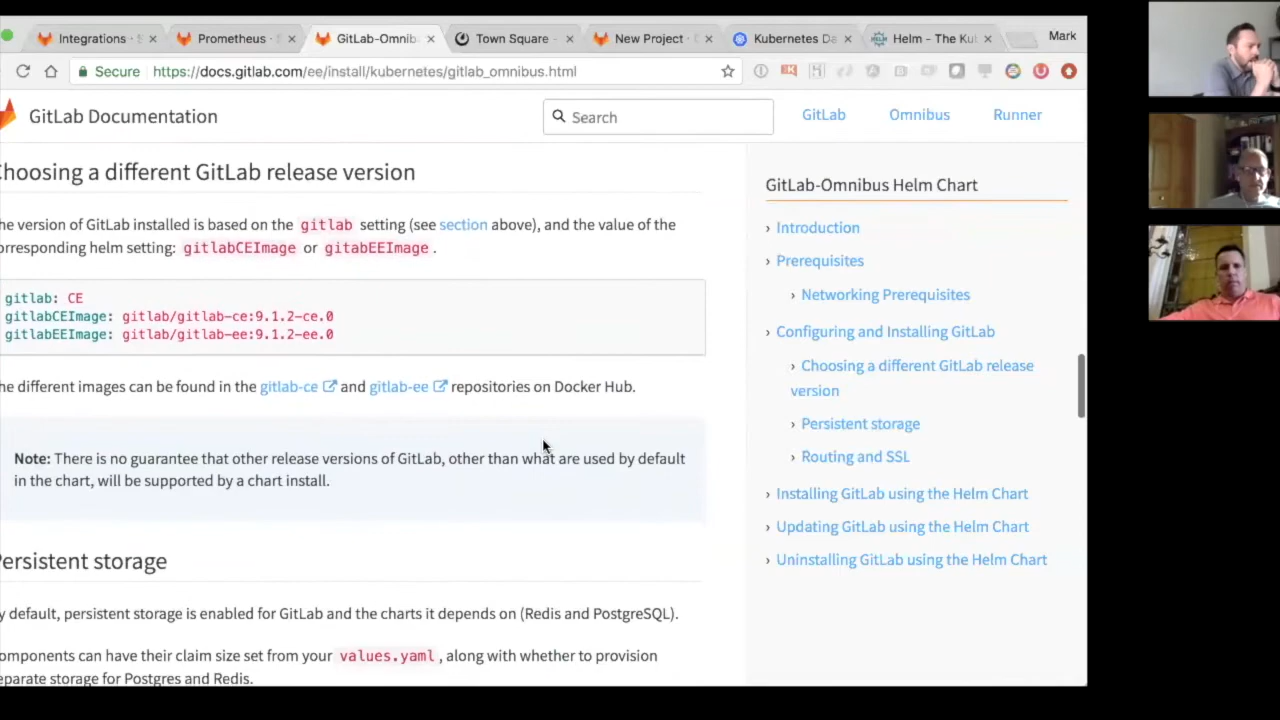 Integrations · S
Prometheus · S
GitLab-Omnib
Town Square -
New Project · G
Kubernetes Da
Helm - The Ku
Mark
Secure https://docs.gitlab.com/ee/install/kubernetes/gitlab_omnibus.html
GitLab Documentation
Search
GitLab
Omnibus
Runner
hoosing a different GitLab release version
he version of GitLab installed is based on the gitlab setting (see section above), and the value of the
orresponding helm setting: gitlabCEImage or gitabEEImage .
gitlab: CE
gitlabCEImage: gitlab/gitlab-ce:9.1.2-ce.0
gitlabEEImage: gitlab/gitlab-ee:9.1.2-ee.0
he different images can be found in the gitlab-ce and gitlab-ee repositories on Docker Hub.
Note: There is no guarantee that other release versions of GitLab, other than what are used by default
in the chart, will be supported by a chart install.
ersistent storage
y default, persistent storage is enabled for GitLab and the charts it depends on (Redis and PostgreSQL).
omponents can have their claim size set from your values.yaml , along with whether to provision
eparate storage for Postgres and Redis.
GitLab-Omnibus Helm Chart
› Introduction
› Prerequisites
› Networking Prerequisites
› Configuring and Installing GitLab
› Choosing a different GitLab release
version
› Persistent storage
› Routing and SSL
› Installing GitLab using the Helm Chart
› Updating GitLab using the Helm Chart
› Uninstalling GitLab using the Helm Chart